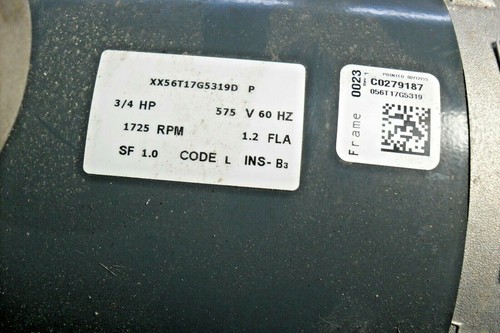 XX56T17G5319D P
3/4 HP 575 V 60 HZ
1725 RPM 1.2 FLA
SF 1.0 CODE L INS-B3
Frame 0023
C0279187
056T17G5319